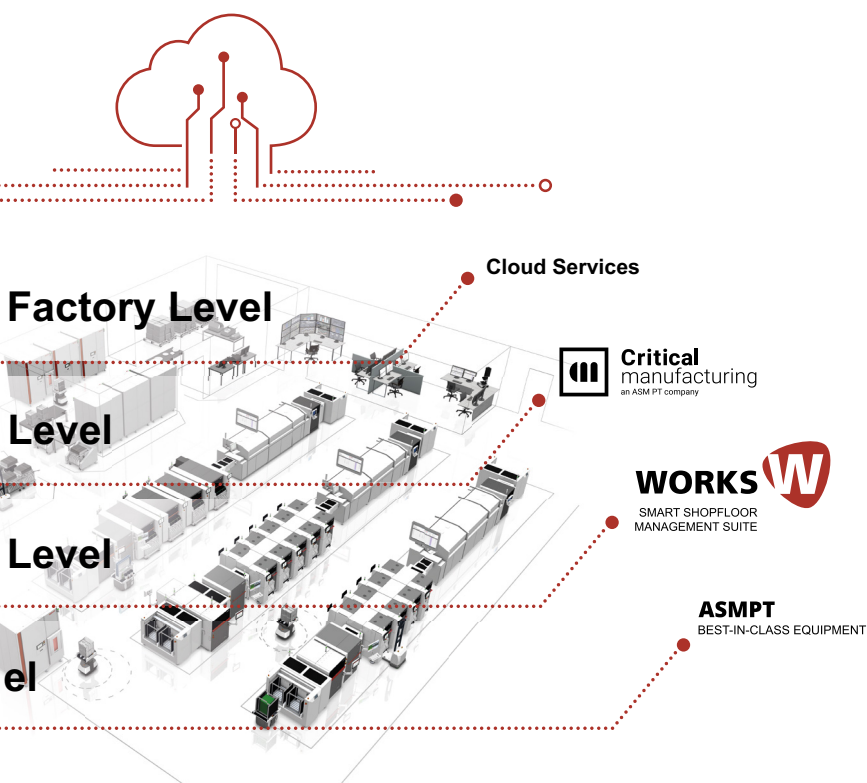 Cloud Services
Factory Level
Critical
manufacturing
an ASM PT company
Level
WORKS
W
SMART SHOPFLOOR
MANAGEMENT SUITE
Level
ASMPT
BEST-IN-CLASS EQUIPMENT
el